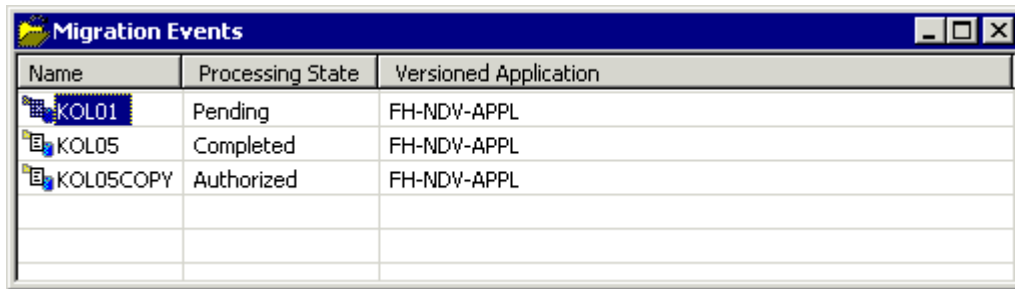 Migration Events
Name Processing State Versioned Application
KOL01 Pending FH-NDV-APPL
KOL05 Completed FH-NDV-APPL
KOL05COPY Authorized FH-NDV-APPL